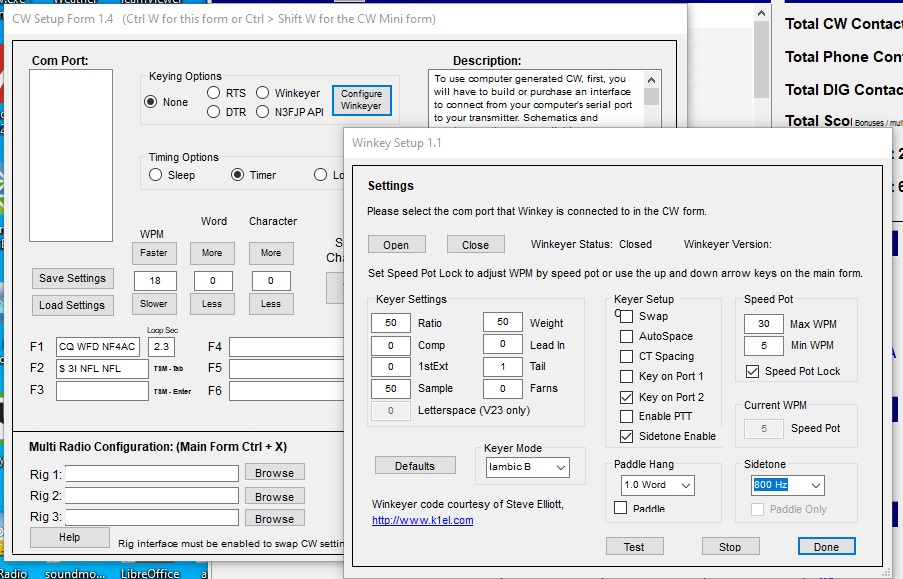 CW Setup Form 1.4 (Ctrl W for this form or Ctrl > Shift W for the CW Mini form)
Com Port:
Keying Options
None
RTS
Winkeyer
DTR
N3FJP API
Configure
Winkeyer
Description:
To use computer generated CW, first, you
will have to build or purchase an interface
to connect from your computer's serial port
to your transmitter. Schematics and
Timing Options
Sleep
Timer
Lo
WPM
Word
Character
Faster
More
More
18
0
0
Slower
Less
Less
S
Cha
Save Settings
Load Settings
Loop Sec
F1
CQ WFD NF4AC
2.3
F4
F2
$ 3I NFL NFL
TSM - Tab
F5
F3
TSM - Enter
F6
Multi Radio Configuration: (Main Form Ctrl + X)
Rig 1:
Browse
Rig 2:
Browse
Rig 3:
Browse
Help
Rig interface must be enabled to swap CW settin
Total CW Contac
Total Phone Con
Total DIG Contac
Total Sco
Bonuses / mul
Winkey Setup 1.1
Settings
Please select the com port that Winkey is connected to in the CW form.
Open
Close
Winkeyer Status: Closed
Winkeyer Version:
Set Speed Pot Lock to adjust WPM by speed pot or use the up and down arrow keys on the main form.
Keyer Settings
50 Ratio
50 Weight
0 Comp
0 Lead In
0 1stExt
1 Tail
50 Sample
0 Farns
0 Letterspace (V23 only)
Defaults
Keyer Mode
Iambic B
Winkeyer code courtesy of Steve Elliott,
http://www.k1el.com
Keyer Setup
Swap
AutoSpace
CT Spacing
Key on Port 1
Key on Port 2
Enable PTT
Sidetone Enable
Paddle Hang
1.0 Word
Paddle
Speed Pot
30 Max WPM
5 Min WPM
Speed Pot Lock
Current WPM
5 Speed Pot
Sidetone
800 Hz
Paddle Only
Test
Stop
Done
Radio
soundmo...
LibreOffice
a